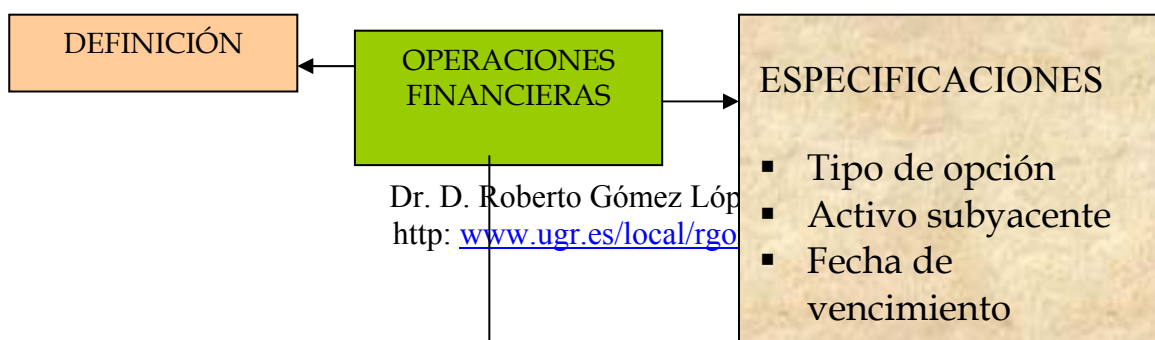 DEFINICIÓN
OPERACIONES
FINANCIERAS
ESPECIFICACIONES
▪ Tipo de opción
▪ Activo subyacente
▪ Fecha de
vencimiento
Dr. D. Roberto Gómez
http: www.ugr.es/local/rgo